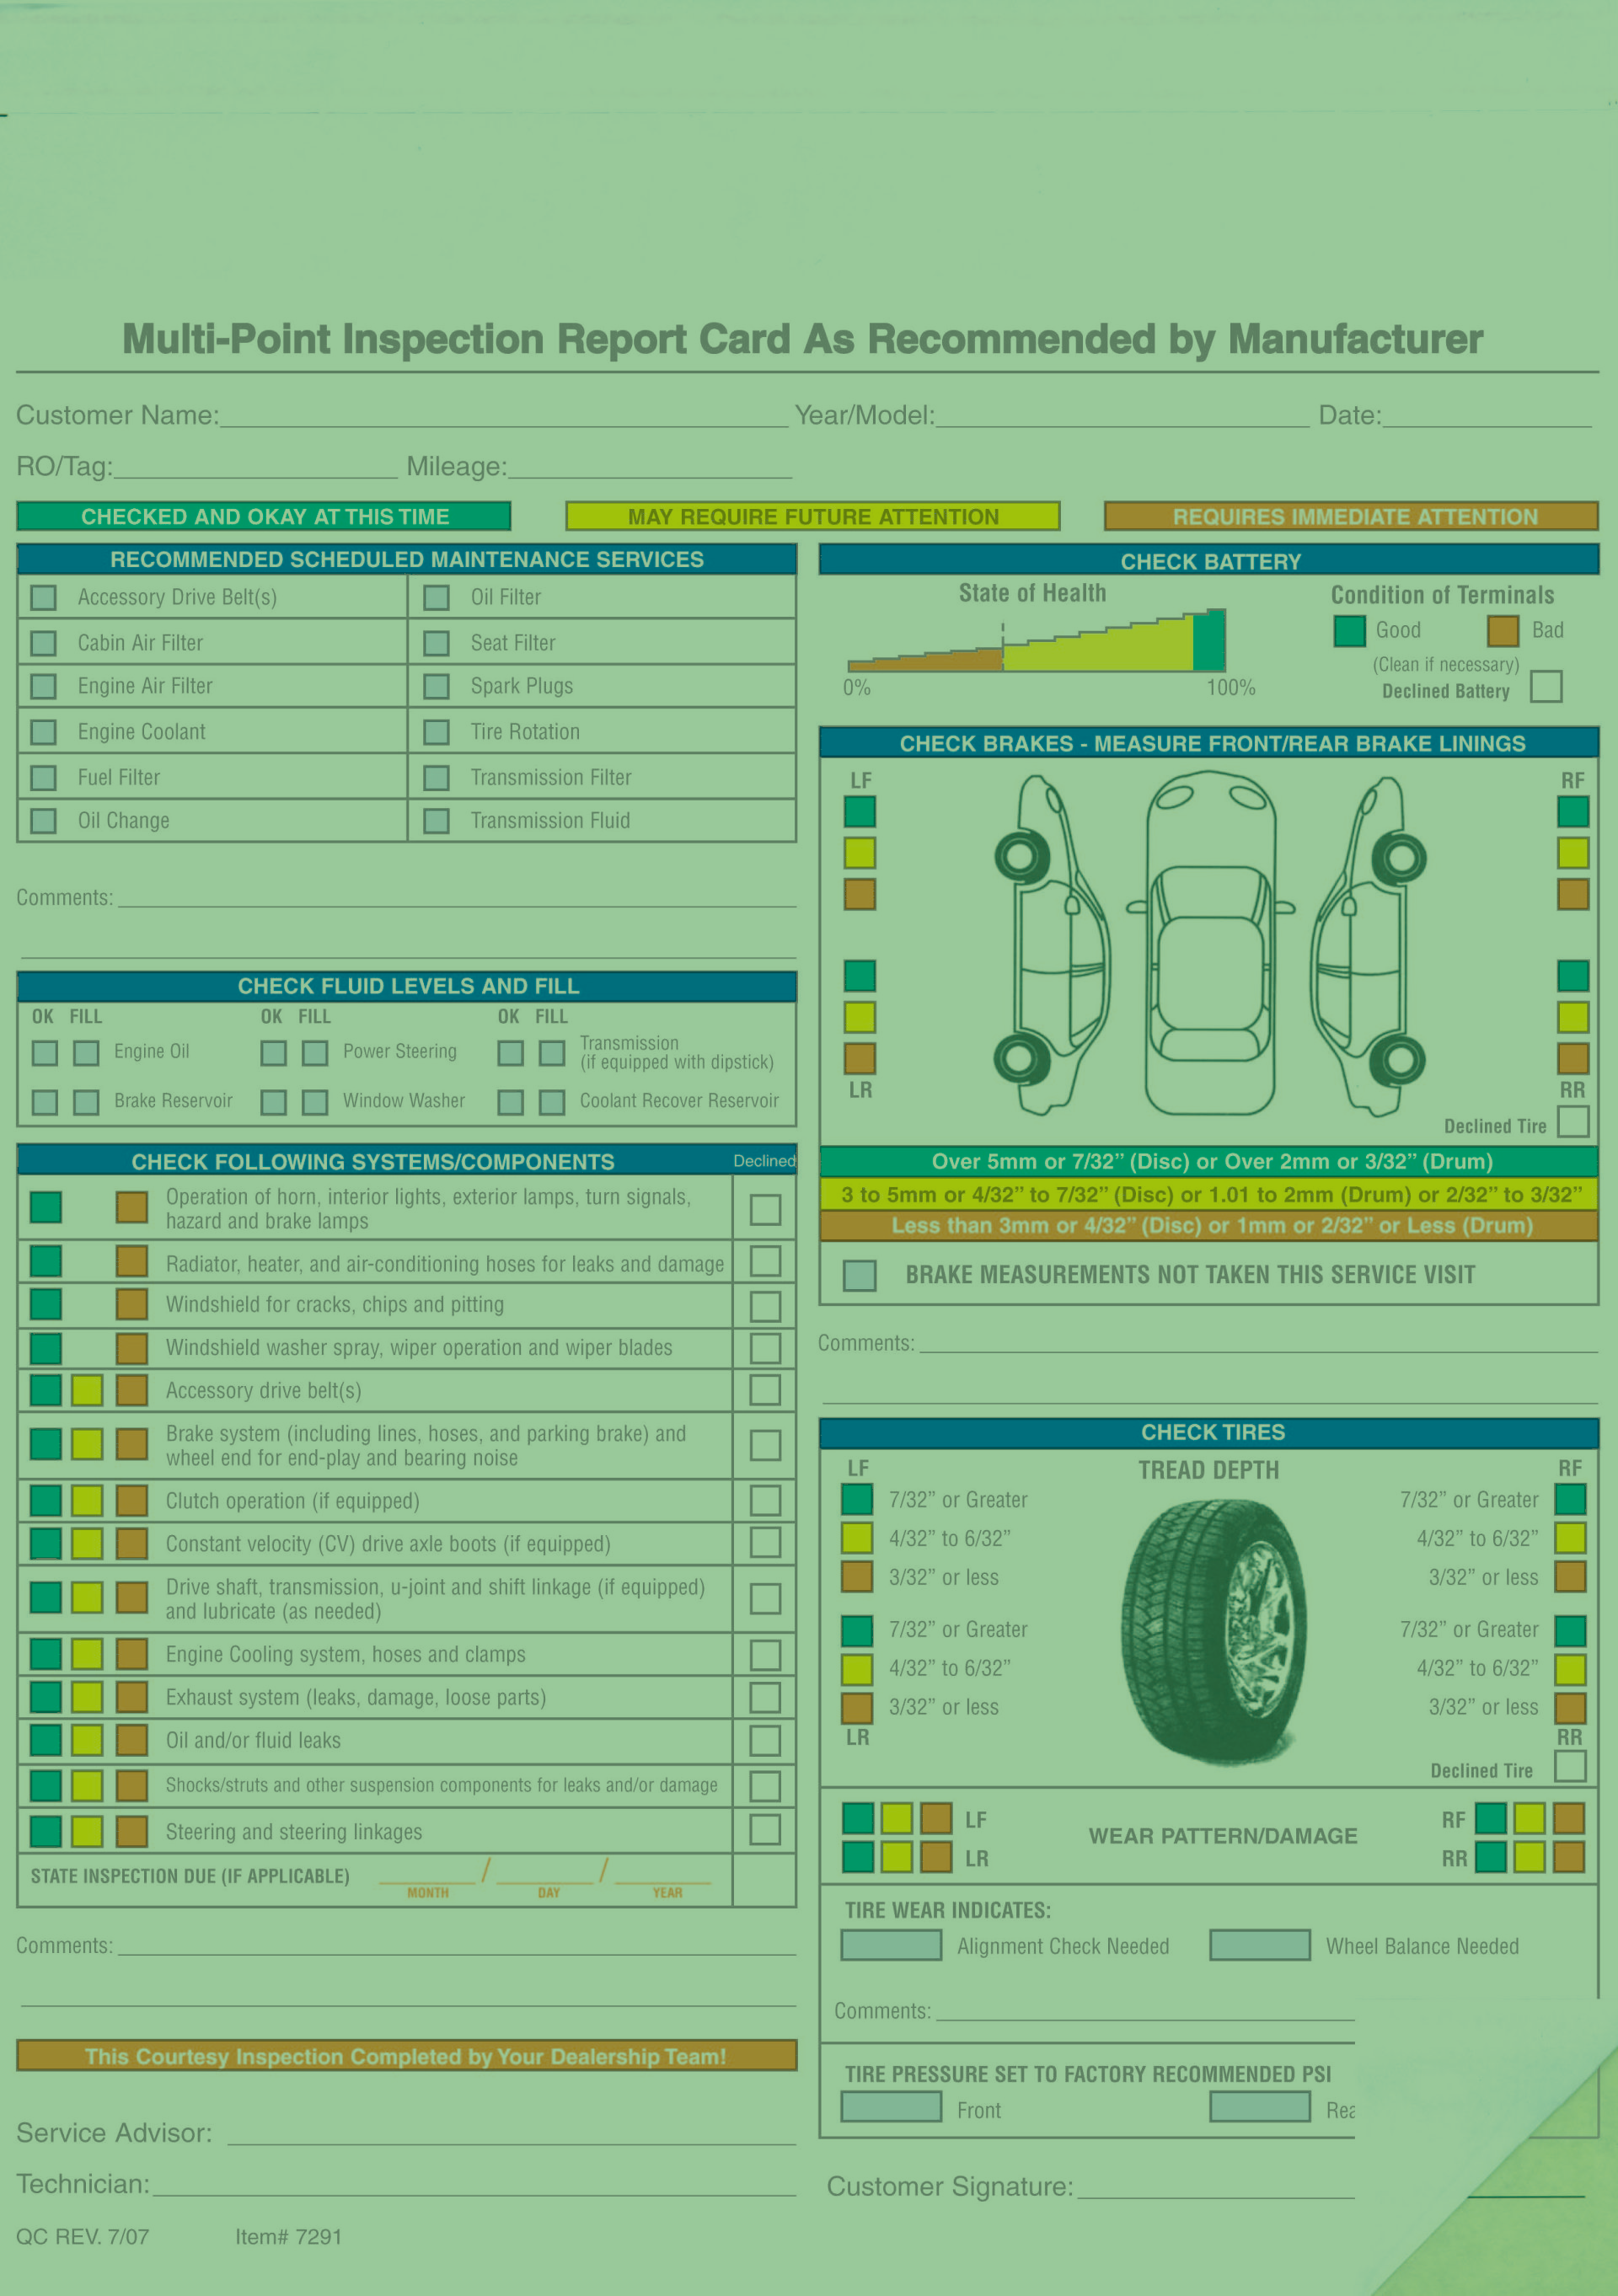 Multi-Point Inspection Report Card As Recommended by Manufacturer
Customer Name: Year/Model: Date:
RO/Tag: Mileage:
CHECKED AND OKAY AT THIS TIME
MAY REQUIRE FUTURE ATTENTION
REQUIRES IMMEDIATE ATTENTION
RECOMMENDED SCHEDULED MAINTENANCE SERVICES
Accessory Drive Belt(s) Oil Filter
Cabin Air Filter Seat Filter
Engine Air Filter Spark Plugs
Engine Coolant Tire Rotation
Fuel Filter Transmission Filter
Oil Change Transmission Fluid
Comments:
CHECK FLUID LEVELS AND FILL
OK FILL OK FILL OK FILL
Engine Oil Power Steering Transmission
(if equipped with dipstick)
Brake Reservoir Window Washer Coolant Recover Reservoir
CHECK FOLLOWING SYSTEMS/COMPONENTS Declined
Operation of horn, interior lights, exterior lamps, turn signals,
hazard and brake lamps
Radiator, heater, and air-conditioning hoses for leaks and damage
Windshield for cracks, chips and pitting
Windshield washer spray, wiper operation and wiper blades
Accessory drive belt(s)
Brake system (including lines, hoses, and parking brake) and
wheel end for end-play and bearing noise
Clutch operation (if equipped)
Constant velocity (CV) drive axle boots (if equipped)
Drive shaft, transmission, u-joint and shift linkage (if equipped)
and lubricate (as needed)
Engine Cooling system, hoses and clamps
Exhaust system (leaks, damage, loose parts)
Oil and/or fluid leaks
Shocks/struts and other suspension components for leaks and/or damage
Steering and steering linkages
STATE INSPECTION DUE (IF APPLICABLE) / /
MONTH DAY YEAR
Comments:
This Courtesy Inspection Completed by Your Dealership Team!
Service Advisor:
Technician:
QC REV. 7/07 Item# 7291
CHECK BATTERY
State of Health Condition of Terminals
Good Bad
(Clean if necessary)
0% 100% Declined Battery
CHECK BRAKES - MEASURE FRONT/REAR BRAKE LININGS
LF RF
LR RR
Declined Tire
Over 5mm or 7/32” (Disc) or Over 2mm or 3/32” (Drum)
3 to 5mm or 4/32” to 7/32” (Disc) or 1.01 to 2mm (Drum) or 2/32” to 3/32”
Less than 3mm or 4/32” (Disc) or 1mm or 2/32” or Less (Drum)
BRAKE MEASUREMENTS NOT TAKEN THIS SERVICE VISIT
Comments:
CHECK TIRES
LF TREAD DEPTH RF
7/32” or Greater 7/32” or Greater
4/32” to 6/32” 4/32” to 6/32”
3/32” or less 3/32” or less
7/32” or Greater 7/32” or Greater
4/32” to 6/32” 4/32” to 6/32”
3/32” or less 3/32” or less
LR RR
Declined Tire
LF WEAR PATTERN/DAMAGE RF
LR RR
TIRE WEAR INDICATES:
Alignment Check Needed Wheel Balance Needed
Comments:
TIRE PRESSURE SET TO FACTORY RECOMMENDED PSI
Front Rea
Customer Signature: